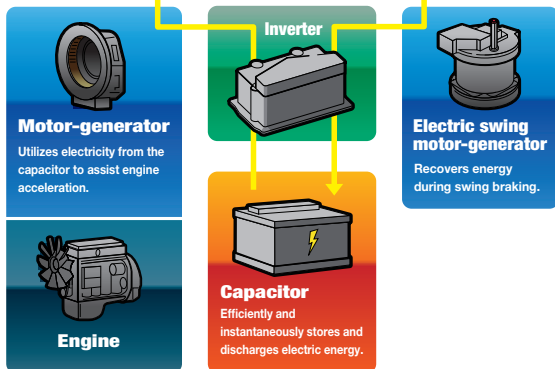 Motor-generator
Utilizes electricity from the
capacitor to assist engine
acceleration.
Engine
Inverter
Capacitor
Efficiently and
instantaneously stores and
discharges electric energy.
Electric swing
motor-generator
Recovers energy
during swing braking.